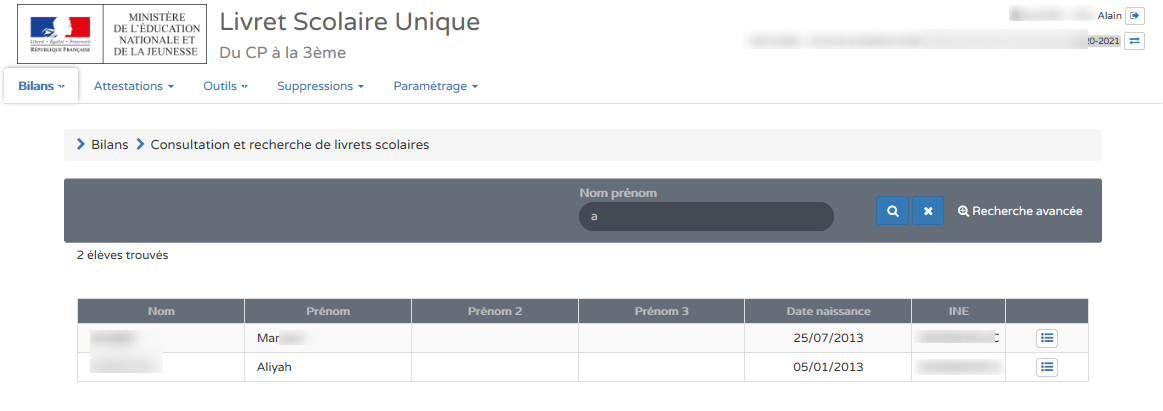 MINISTÈRE
DE L'ÉDUCATION
NATIONALE ET
DE LA JEUNESSE
Liberté • Égalité • Fraternité
RÉPUBLIQUE FRANÇAISE
Livret Scolaire Unique
Du CP à la 3ème
Alain
0-2021
Bilans Attestations Outils Suppressions Paramétrage
Bilans Consultation et recherche de livrets scolaires
Nom prénom
a
Recherche avancée
2 élèves trouvés
Nom Prénom Prénom 2 Prénom 3 Date naissance INE
Mar 25/07/2013 C
Aliyah 05/01/2013